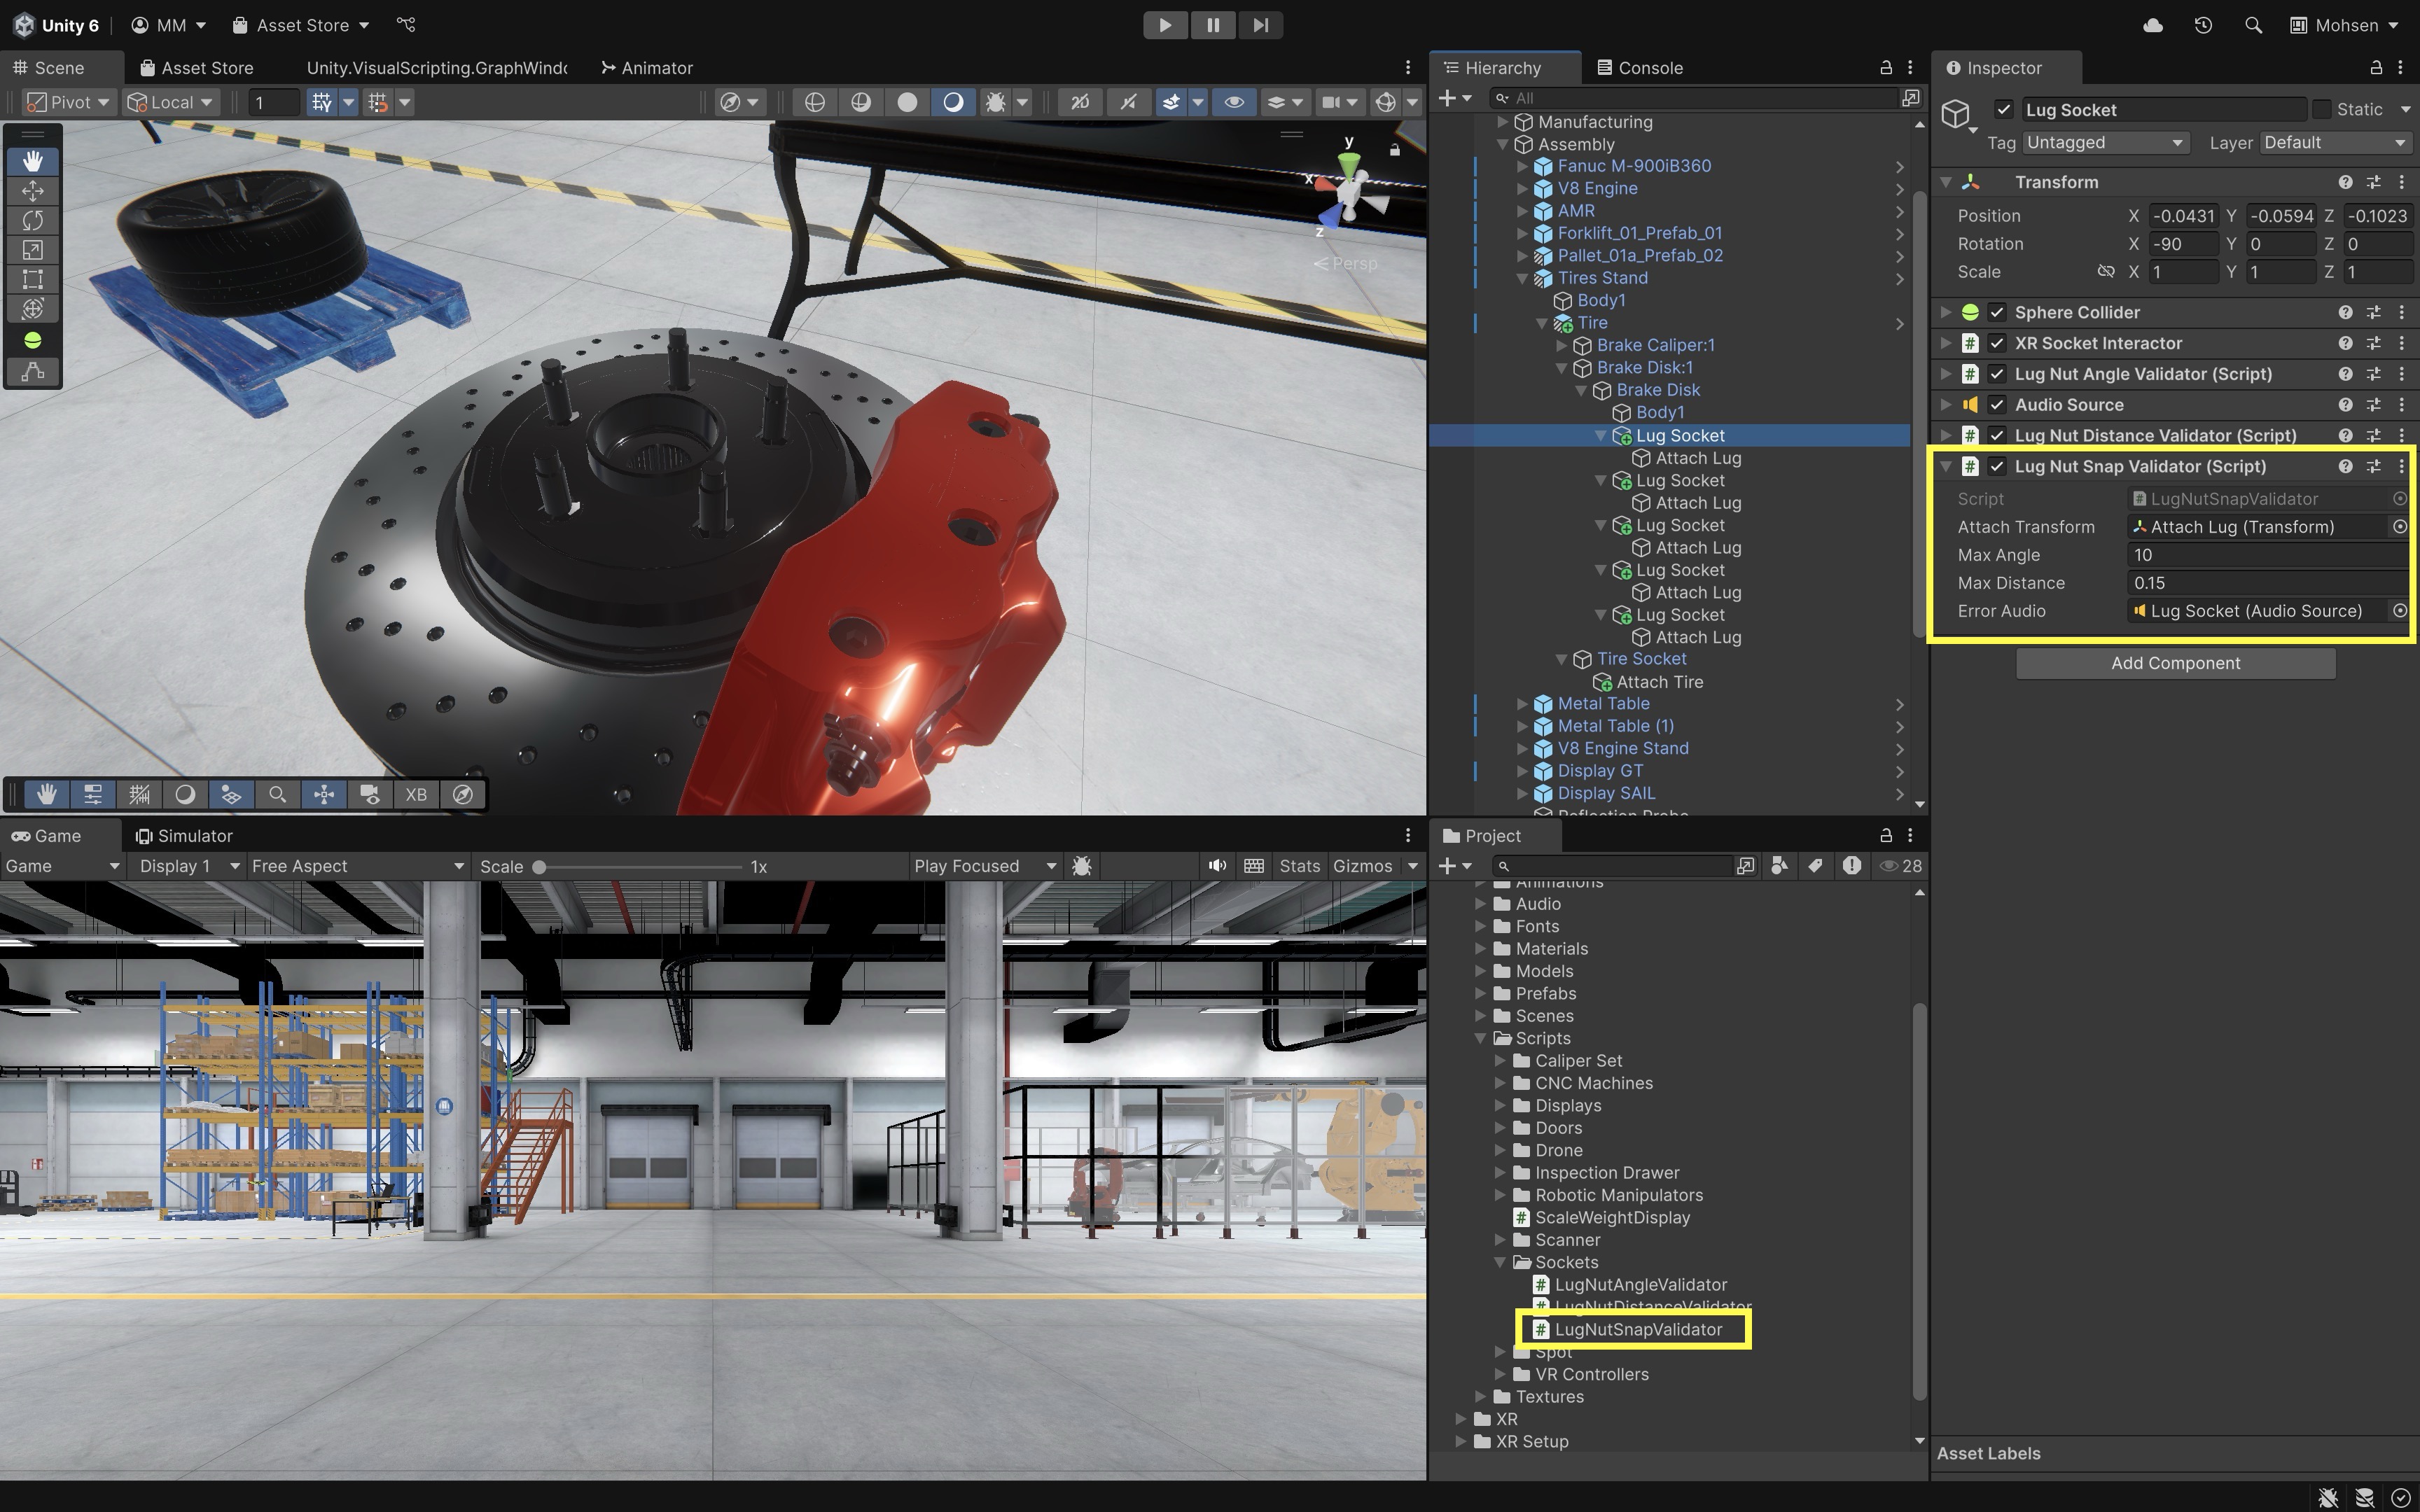 Unity 6 MM Asset Store Mohsen
Scene Asset Store Unity.VisualScripting.GraphWindo Animator
Pivot Local 1 2D
y
x
z
Persp
XB
Game Simulator
Game Display 1 Free Aspect Scale 1x Play Focused Stats Gizmos
Hierarchy Console
All
Manufacturing
Assembly
Fanuc M-900iB360
V8 Engine
AMR
Forklift_01_Prefab_01
Pallet_01a_Prefab_02
Tires Stand
Body1
Tire
Brake Caliper:1
Brake Disk:1
Brake Disk
Body1
Lug Socket
Attach Lug
Lug Socket
Attach Lug
Lug Socket
Attach Lug
Lug Socket
Attach Lug
Lug Socket
Attach Lug
Tire Socket
Attach Tire
Metal Table
Metal Table (1)
V8 Engine Stand
Display GT
Display SAIL
Reflection Probe
Project
28
Animations
Audio
Fonts
Materials
Models
Prefabs
Scenes
Scripts
Caliper Set
CNC Machines
Displays
Doors
Drone
Inspection Drawer
Robotic Manipulators
ScaleWeightDisplay
Scanner
Sockets
LugNutAngleValidator
LugNutDistanceValidator
LugNutSnapValidator
Spot
VR Controllers
Textures
XR
XR Setup
Inspector
Lug Socket Static
Tag Untagged Layer Default
Transform
Position X -0.0431 Y -0.0594 Z -0.1023
Rotation X -90 Y 0 Z 0
Scale X 1 Y 1 Z 1
Sphere Collider
XR Socket Interactor
Lug Nut Angle Validator (Script)
Audio Source
Lug Nut Distance Validator (Script)
Lug Nut Snap Validator (Script)
Script LugNutSnapValidator
Attach Transform Attach Lug (Transform)
Max Angle 10
Max Distance 0.15
Error Audio Lug Socket (Audio Source)
Add Component
Asset Labels